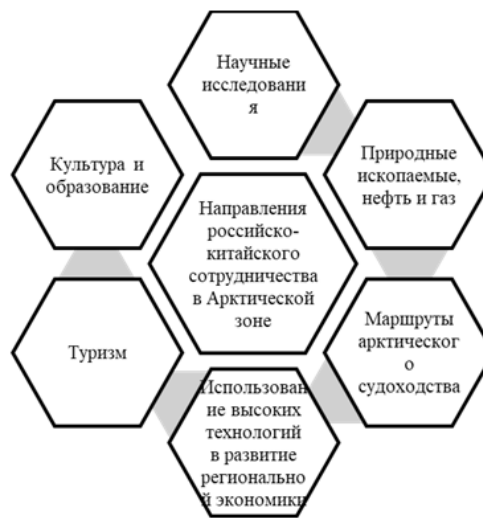 Научные
исследовани
я
Природные
ископаемые,
нефть и газ
Маршруты
арктическог
о
судоходства
Использован
ие высоких
технологий
в развитие
регионально
й экономики
Туризм
Культура и
образование
Направления
российско-
китайского
сотрудничества
в Арктической
зоне